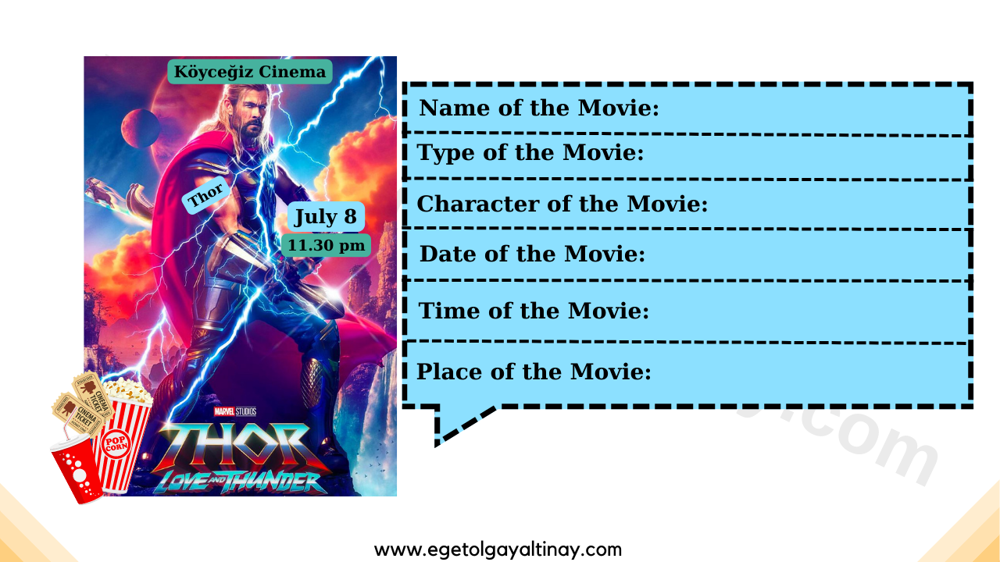 Köyceğiz Cinema
Thor
July 8
11.30 pm
MARVEL STUDIOS
THOR
LOVE AND THUNDER
CINEMA TICKET
CINEMA TICKET
POP CORN
Name of the Movie:
Type of the Movie:
Character of the Movie:
Date of the Movie:
Time of the Movie:
Place of the Movie:
y1.com
www.egetolgayaltinay.com